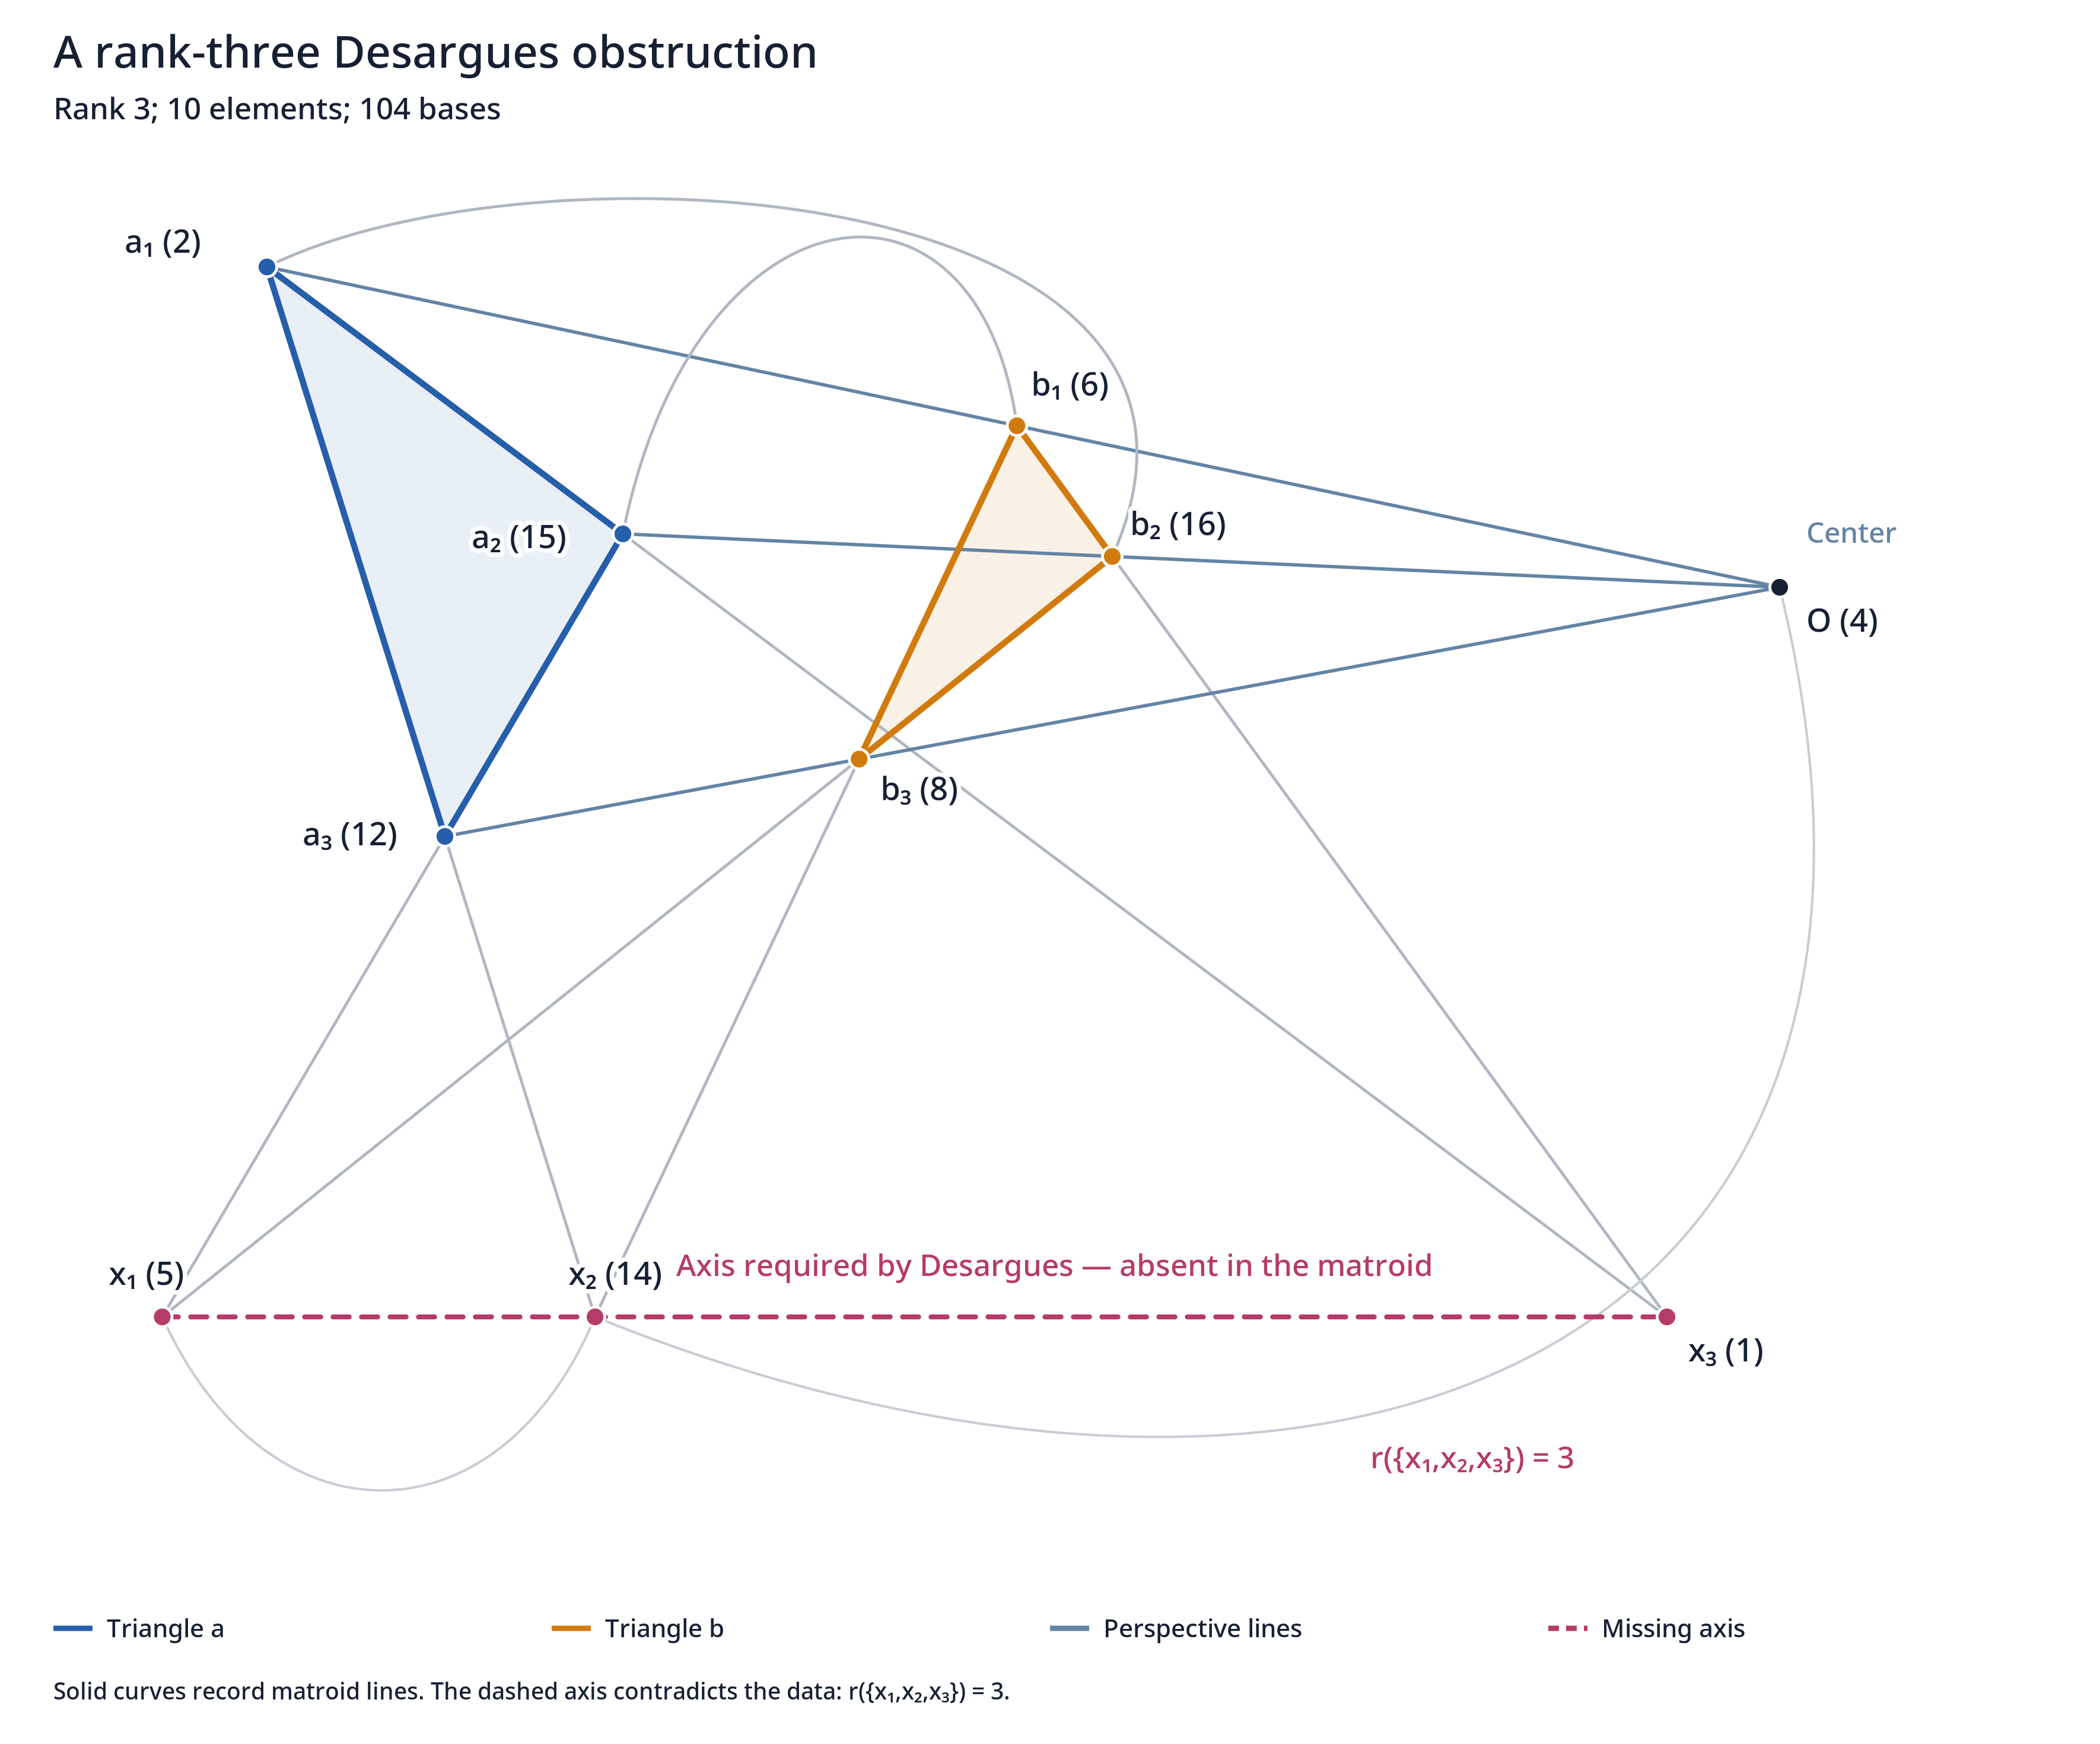 A rank-three Desargues obstruction
Rank 3; 10 elements; 104 bases
a₁ (2)
b₁ (6)
a₂ (15)
b₂ (16)
Center
O (4)
b₃ (8)
a₃ (12)
x₁ (5)
x₂ (14)
Axis required by Desargues — absent in the matroid
x₃ (1)
r({x₁,x₂,x₃}) = 3
Triangle a
Triangle b
Perspective lines
Missing axis
Solid curves record matroid lines. The dashed axis contradicts the data: r({x₁,x₂,x₃}) = 3.